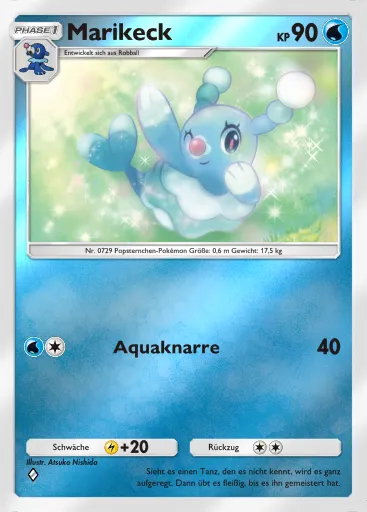 PHASE 1
Marikeck
KP 90
Entwickelt sich aus Robball
Nr. 0729 Popsternchen-Pokémon Größe: 0,6 m Gewicht: 17,5 kg
Aquaknarre 40
Schwäche +20 Rückzug
Illustr. Atsuko Nishida
Sieht es einen Tanz, den es nicht kennt, wird es ganz
aufgeregt. Dann übt es fleißig, bis es ihn gemeistert hat.